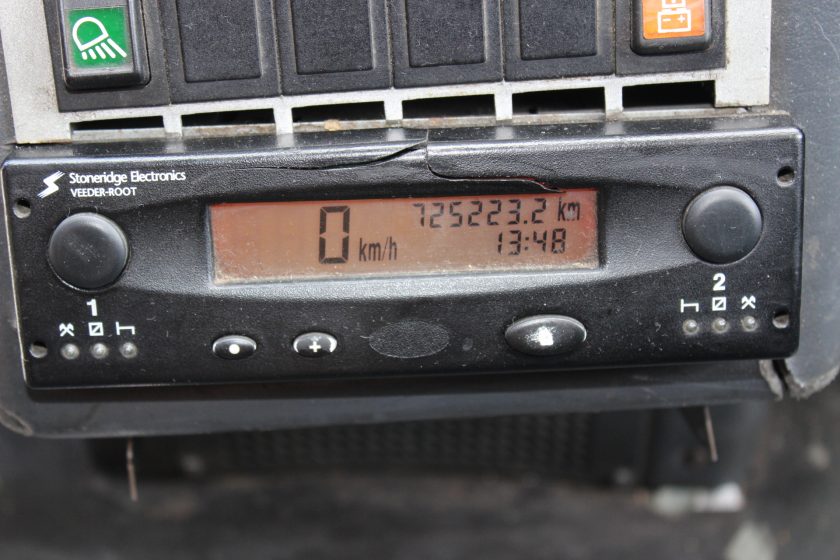 Stoneridge Electronics
VEEDER-ROOT
0 km/h
725223.2 km
13:48
1
2